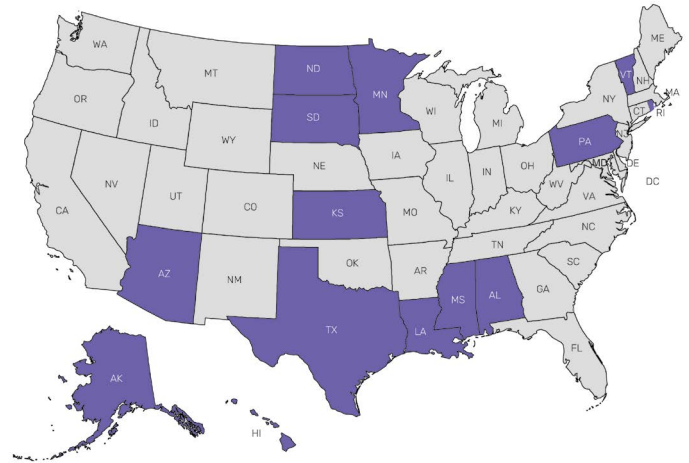 WA
MT
ND
MN
ME
VT
NH
OR
ID
SD
WI
MI
NY
MA
CT
RI
WY
IA
PA
NJ
NE
OH
MD
DE
NV
UT
CO
IL
IN
WV
DC
CA
KS
MO
KY
VA
AZ
NM
OK
AR
TN
NC
SC
TX
LA
MS
AL
GA
FL
AK
HI